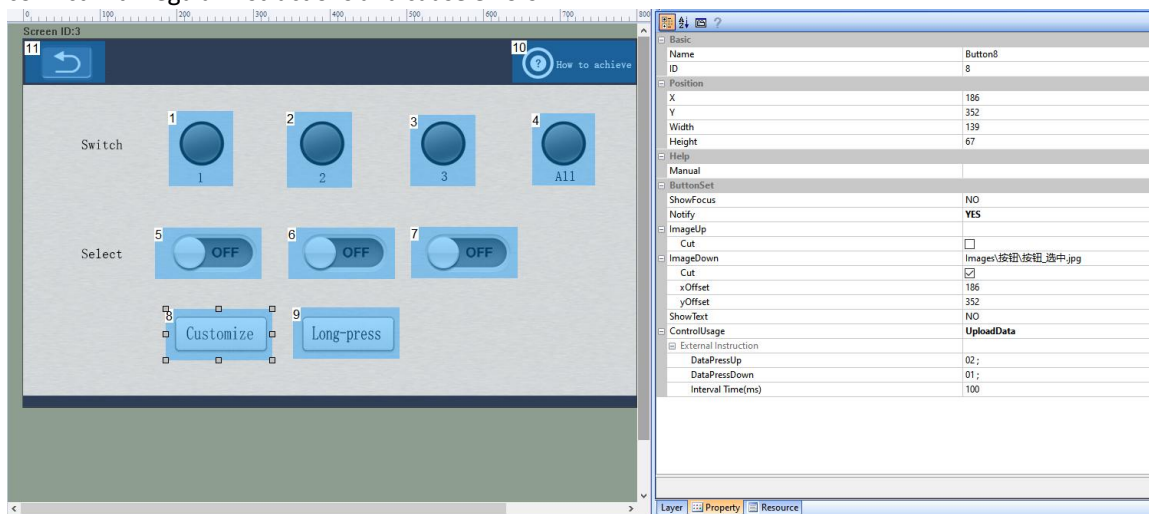 0 100 200 300 400 500 600 700 800
Screen ID:3
11
10
? How to achieve
Switch
1
1
2
2
3
3
4
All
Select
5
OFF
6
OFF
7
OFF
8
Customize
9
Long-press
?
Basic
Name Button8
ID 8
Position
X 186
Y 352
Width 139
Height 67
Help
Manual
ButtonSet
ShowFocus NO
Notify YES
ImageUp
Cut
ImageDown Images\按钮\按钮_选中.jpg
Cut
xOffset 186
yOffset 352
ShowText NO
ControlUsage UploadData
External Instruction
DataPressUp 02 ;
DataPressDown 01 ;
Interval Time(ms) 100
Layer Property Resource